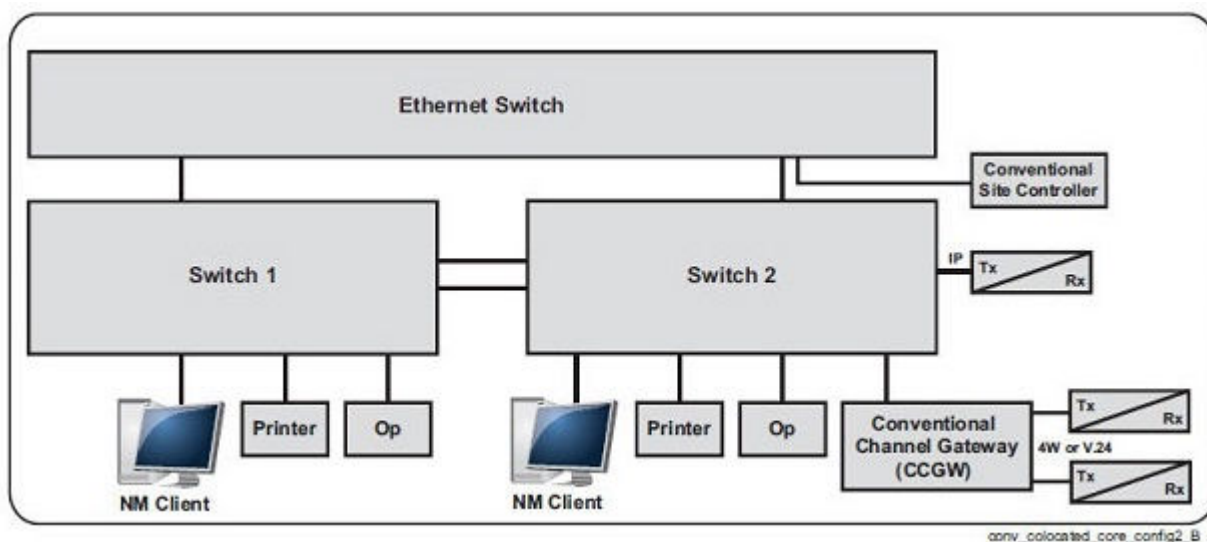 Ethernet Switch
Conventional
Site Controller
Switch 1
Switch 2
IP
Tx
Rx
NM Client
Printer
Op
NM Client
Printer
Op
Conventional
Channel Gateway
(CCGW)
4W or V.24
Tx
Rx
Tx
Rx
conv_colocated_core_config2_B